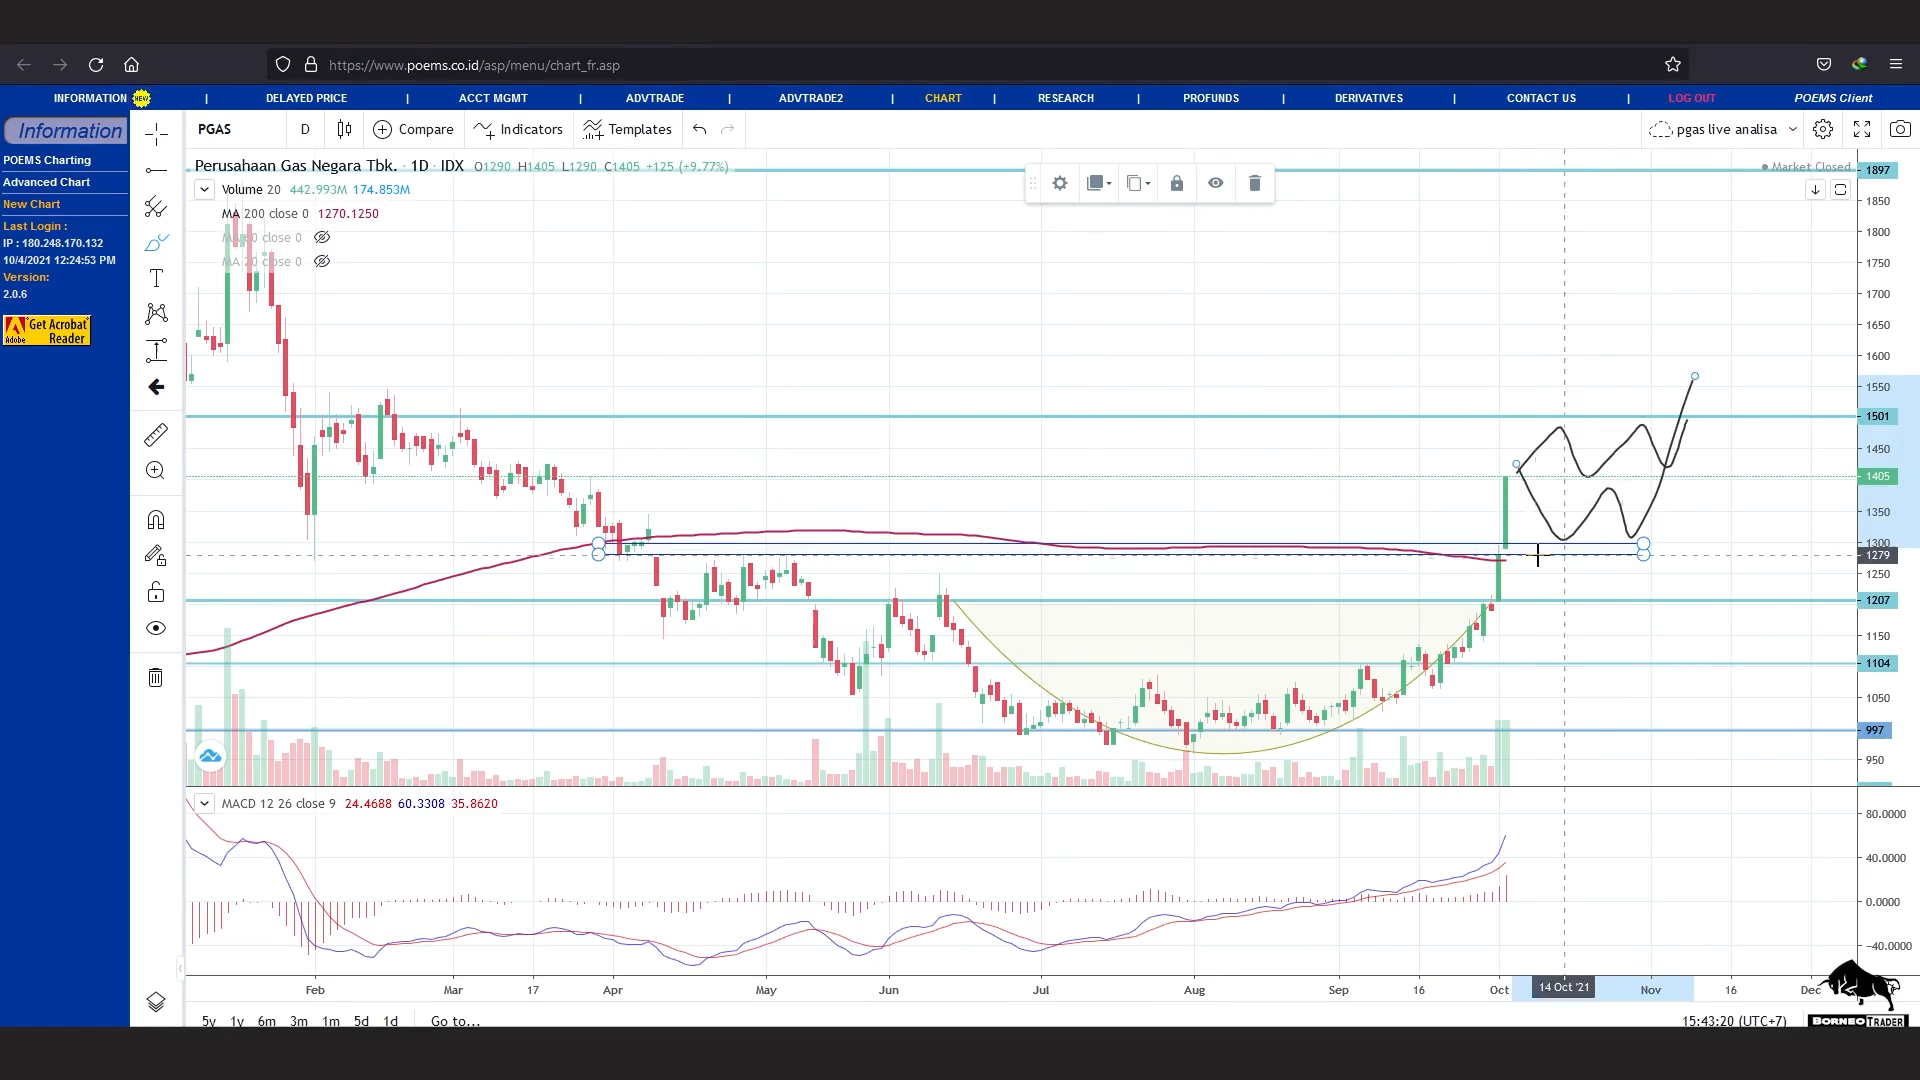 https://www.poems.co.id/asp/menu/chart_fr.asp
INFORMATION NEW | DELAYED PRICE | ACCT MGMT | ADVTRADE | ADVTRADE2 | CHART | RESEARCH | PROFUNDS | DERIVATIVES | CONTACT US | LOG OUT POEMS Client
Information
POEMS Charting
Advanced Chart
New Chart
Last Login :
IP : 180.248.170.132
10/4/2021 12:24:53 PM
Version:
2.0.6
Get Acrobat
Adobe Reader
PGAS D Compare Indicators Templates pgas live analisa
Perusahaan Gas Negara Tbk. · 1D · IDX O1290 H1405 L1290 C1405 +125 (+9.77%)
Market Closed
Volume 20 442.993M 174.853M
MA 200 close 0 1270.1250
MA 60 close 0
MA 20 close 0
1897
1850
1800
1750
1700
1650
1600
1550
1501
1450
1405
1350
1300
1279
1250
1207
1150
1104
1050
997
950
MACD 12 26 close 9 24.4688 60.3308 35.8620
80.0000
40.0000
0.0000
−40.0000
Feb Mar 17 Apr May Jun Jul Aug Sep 16 Oct 14 Oct '21 Nov 16 Dec
5y 1y 6m 3m 1m 5d 1d Go to... 15:43:20 (UTC+7)
BORNEO TRADER